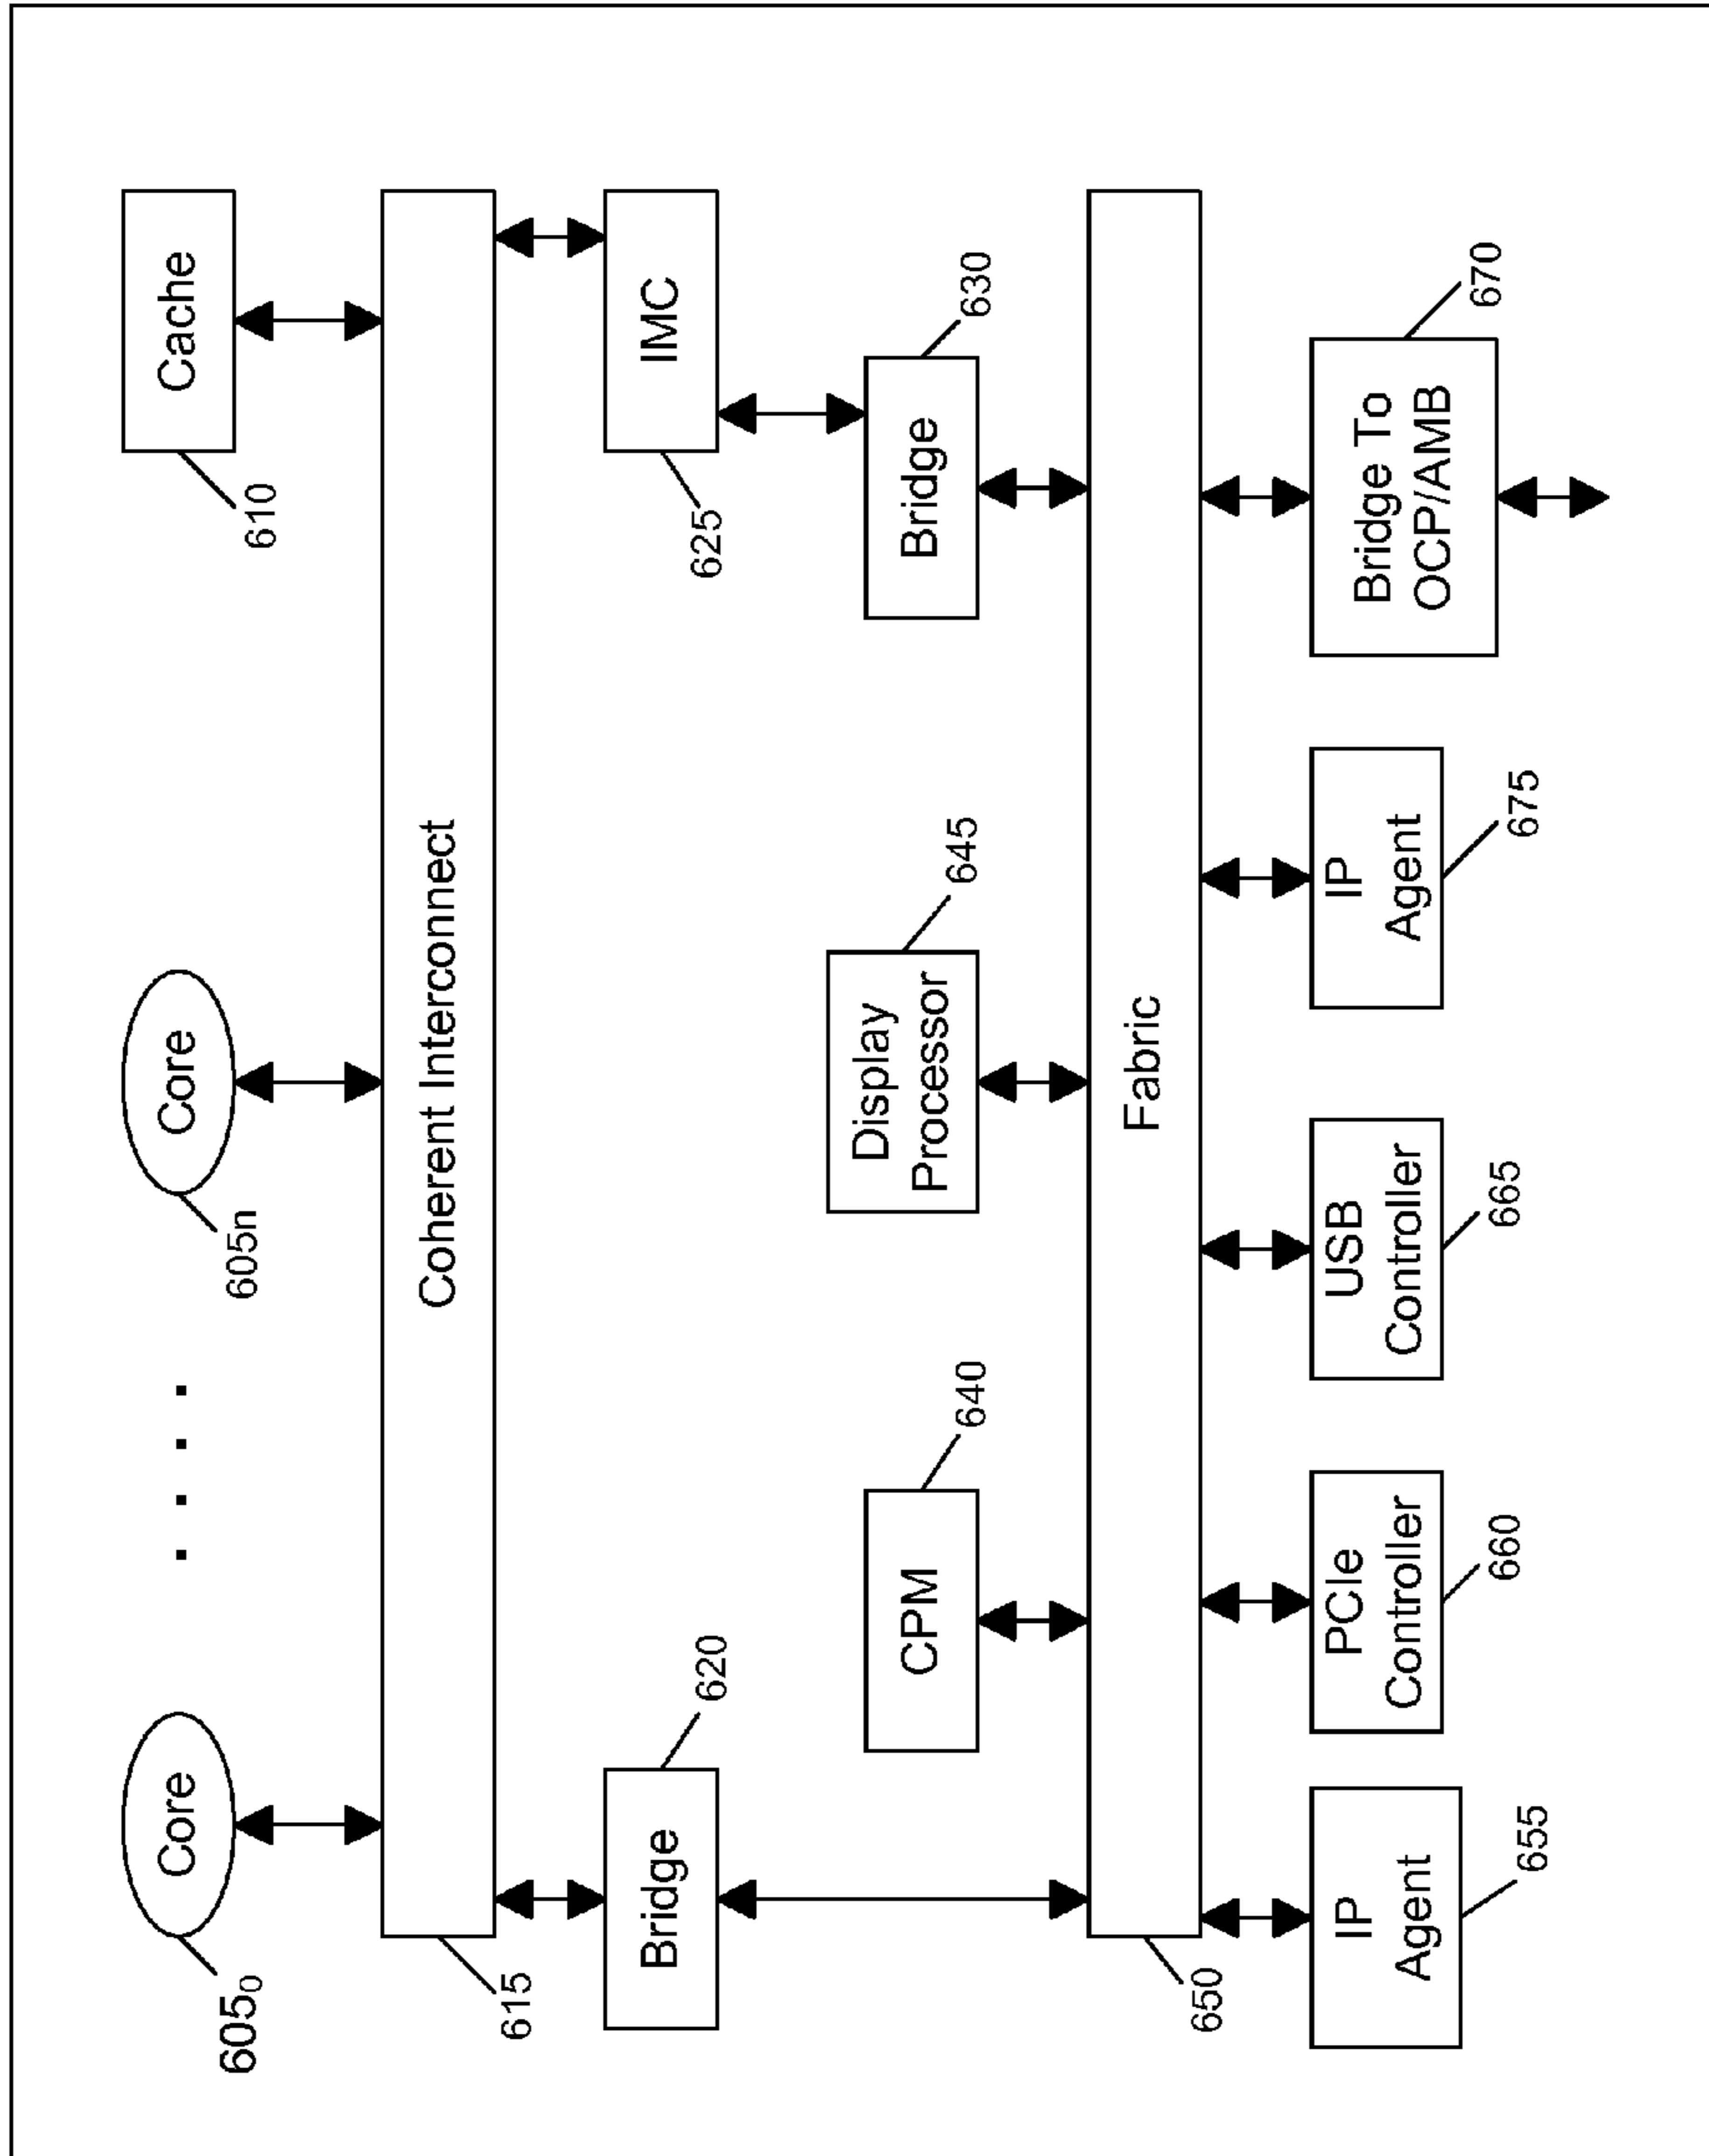 Core
Core
Cache
605₀
605n
610
Coherent Interconnect
615
Bridge
620
IMC
625
CPM
640
Display
Processor
645
Bridge
630
Fabric
650
IP
Agent
655
PCIe
Controller
660
USB
Controller
665
IP
Agent
675
Bridge To
OCP/AMB
670